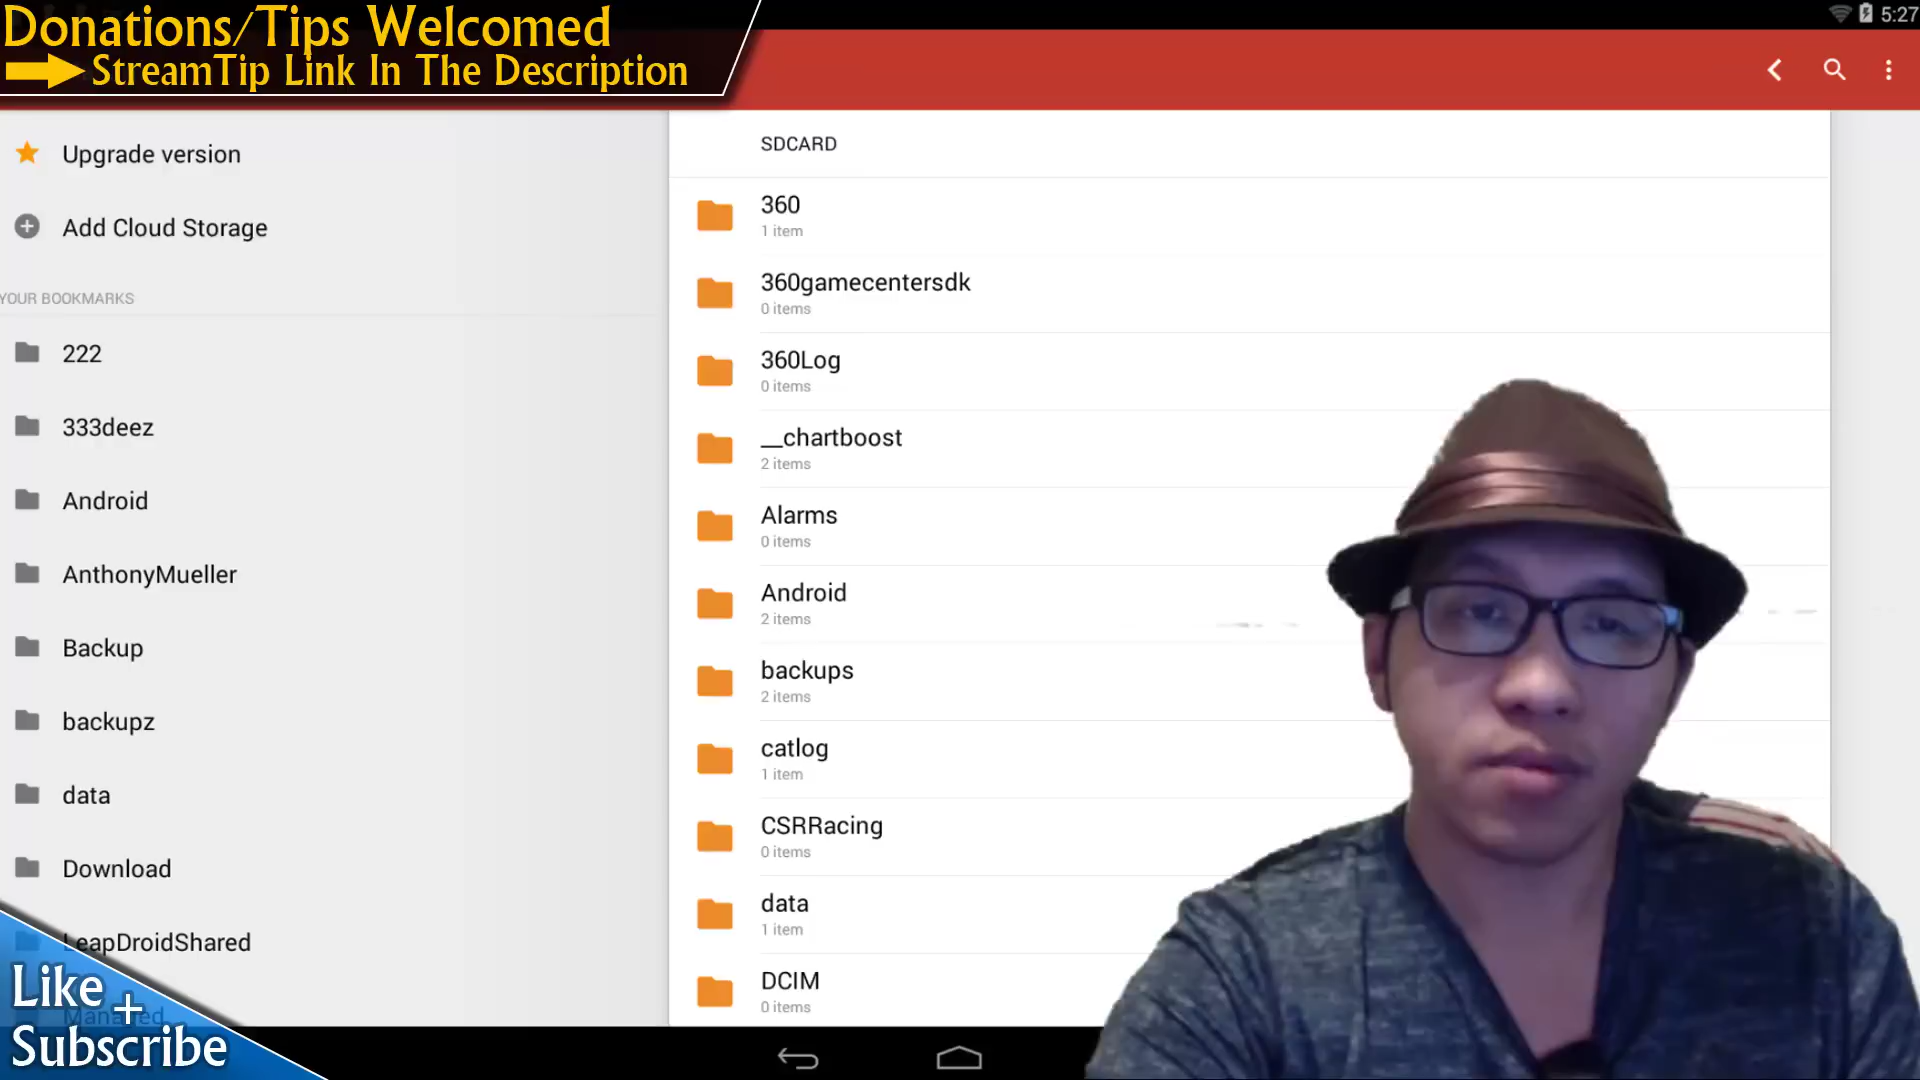 Donations/Tips Welcomed
StreamTip Link In The Description
5:27
Upgrade version
Add Cloud Storage
YOUR BOOKMARKS
222
333deez
Android
AnthonyMueller
Backup
backupz
data
Download
LeapDroidShared
Managed
SDCARD
360
1 item
360gamecentersdk
0 items
360Log
0 items
__chartboost
2 items
Alarms
0 items
Android
2 items
backups
2 items
catlog
1 item
CSRRacing
0 items
data
1 item
DCIM
0 items
Like +
Subscribe